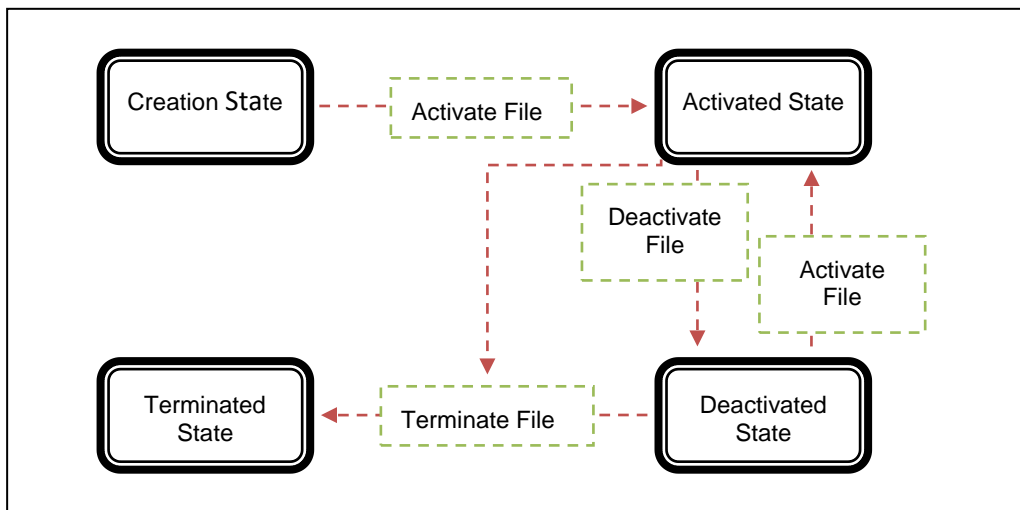 Creation State
Activate File
Activated State
Deactivate
File
Activate
File
Terminated
State
Terminate File
Deactivated
State